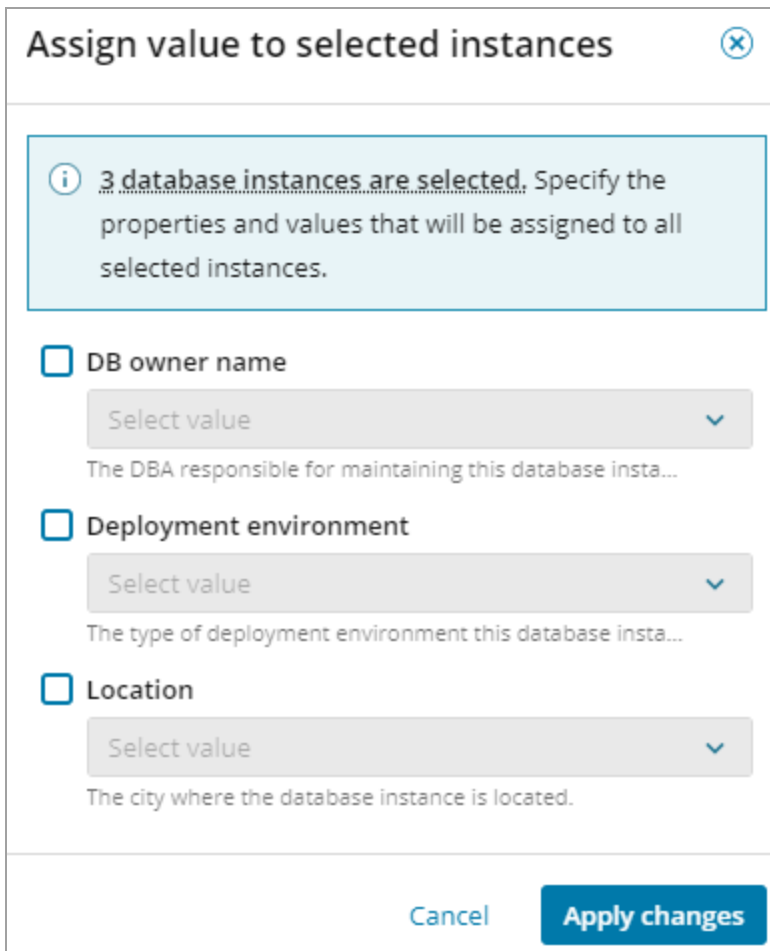 Assign value to selected instances
3 database instances are selected. Specify the
properties and values that will be assigned to all
selected instances.
DB owner name
Select value
The DBA responsible for maintaining this database insta...
Deployment environment
Select value
The type of deployment environment this database insta...
Location
Select value
The city where the database instance is located.
Cancel
Apply changes